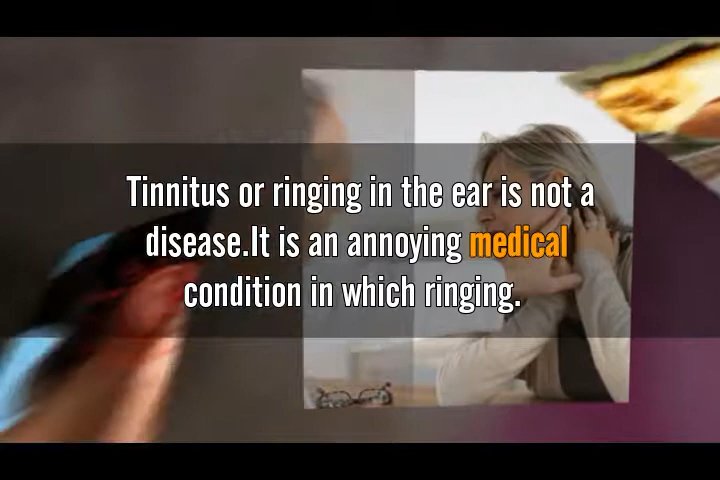 Tinnitus or ringing in the ear is not a
disease.It is an annoying medical
condition in which ringing.